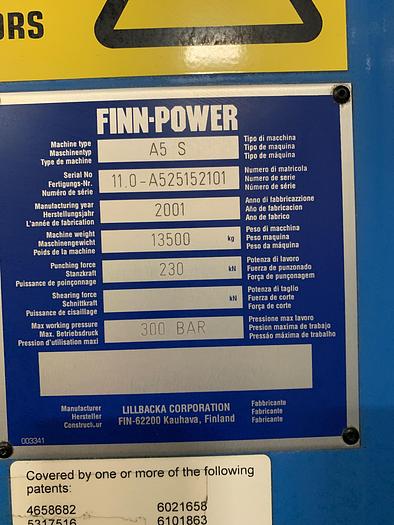 ORS
FINN-POWER
Machine type
Maschinentyp
Type de machine
A5 S
Tipo di macchina
Tipo de maquina
Tipo de máquina
Serial No
Fertigungs-Nr.
Numéro de série
11.0-A525152101
Numero di matricola
Numero de serie
Número de série
Manufacturing year
Herstellungsjahr
L'année de fabrication
2001
Anno di fabbricazzione
Año de fabricacion
Ano de fabrico
Machine weight
Maschinengewicht
Poids de la machine
13500 kg
Peso di macchina
Peso maquina
Peso da máquina
Punching force
Stanzkraft
Puissance de poinçonnage
230 kN
Potenza di lavoro
Fuerza de punzonado
Força de punçonagem
Shearing force
Schnittkraft
Puissance de cisaillage
kN
Potenza di taglio
Fuerza de corte
Força de corte
Max working pressure
Max. Betriebsdruck
Pression d'utilisation maxi
300 BAR
Pressione max lavoro
Presion maxima de trabajo
Pressão máxima de trabalho
Manufacturer
Hersteller
Constructeur
LILLBACKA CORPORATION
FIN-62200 Kauhava, Finland
Fabbricante
Fabricante
Fabricante
003341
Covered by one or more of the following
patents:
4658682 6021658
5317516 6101863